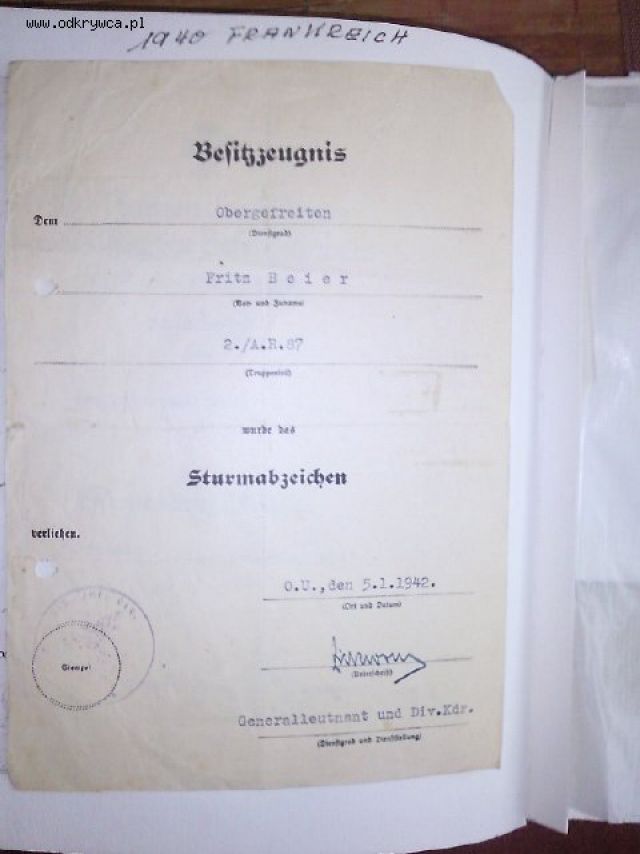 www.odkrywca.pl
1940 FRANKREICH
Besitzzeugnis
Dem Obergefreiten
(Dienstgrad)
Fritz Beier
(Vor- und Zuname)
2./A.R.87
(Truppenteil)
wurde das
Sturmabzeichen
verliehen.
O.U., den 5.1.1942.
(Ort und Datum)
(Unterschrift)
Stempel
Generalleutnant und Div.Kdr.
(Dienstgrad und Dienststellung)